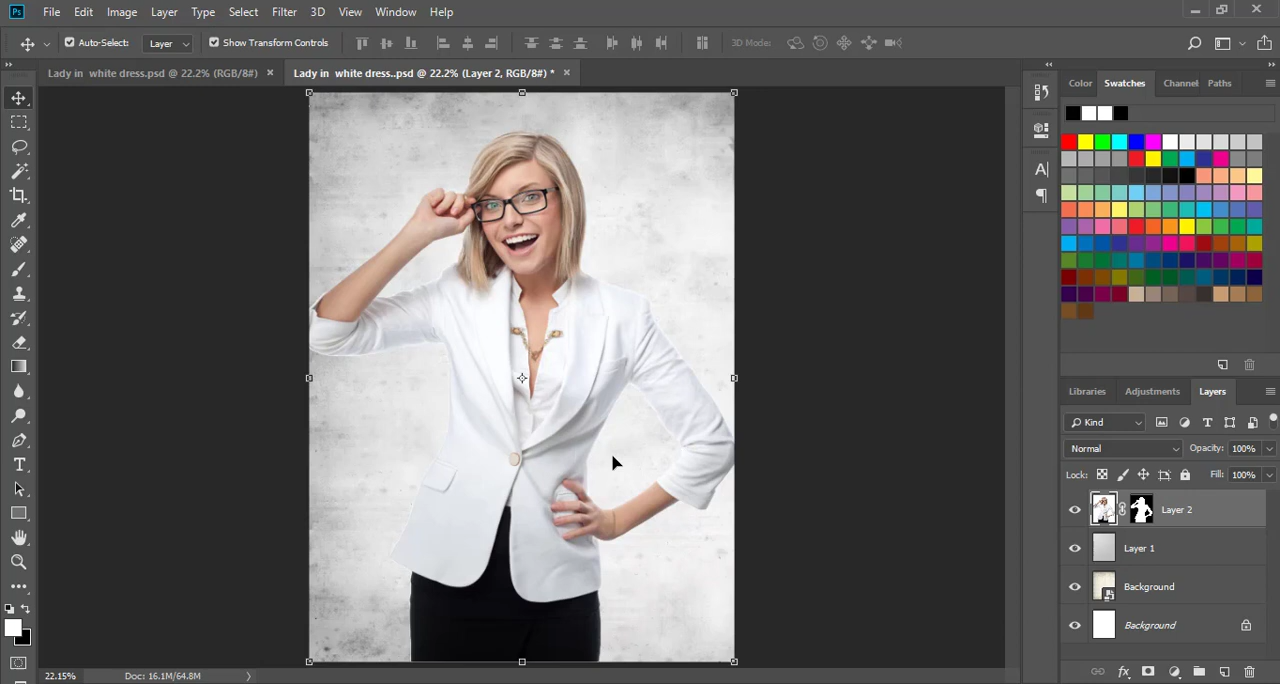 Ps File Edit Image Layer Type Select Filter 3D View Window Help
Auto-Select: Layer Show Transform Controls 3D Mode:
Lady in white dress.psd @ 22.2% (RGB/8#) × Lady in white dress..psd @ 22.2% (Layer 2, RGB/8#) * ×
Color Swatches Channel Paths
Libraries Adjustments Layers
Kind
Normal Opacity: 100%
Lock: Fill: 100%
Layer 2
Layer 1
Background
Background
fx
22.15% Doc: 16.1M/64.8M